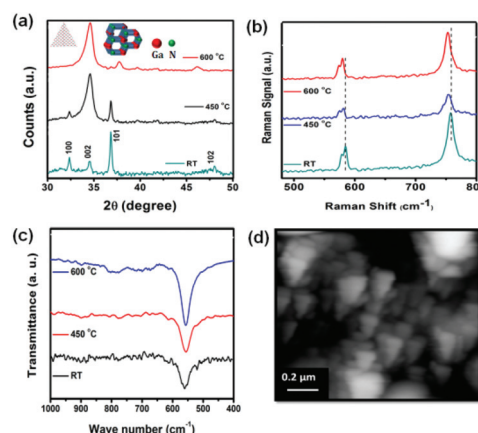 (a)
600 °C
Ga N
450 °C
100
002
101
102
RT
Counts (a.u.)
30 35 40 45 50
2θ (degree)
(b)
600 °C
450 °C
RT
Raman Signal (a.u.)
500 600 700 800
Raman Shift (cm-1)
(c)
600 °C
450 °C
RT
Transmittance (a. u.)
1000 900 800 700 600 500 400
Wave number (cm-1)
(d)
0.2 μm